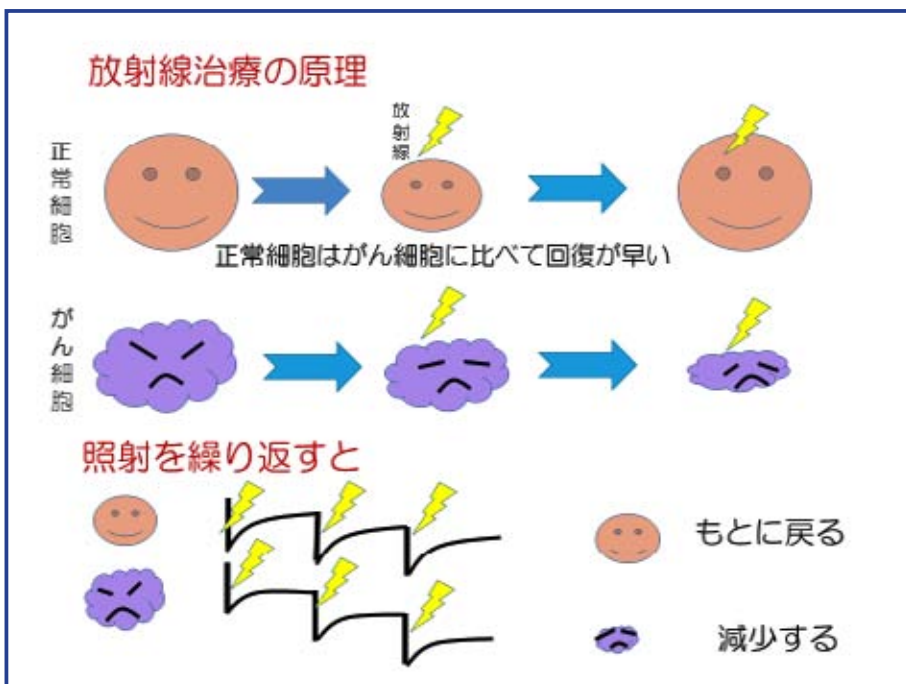 放射線治療の原理
放射線
正常細胞
正常細胞はがん細胞に比べて回復が早い
がん細胞
照射を繰り返すと
もとに戻る
減少する